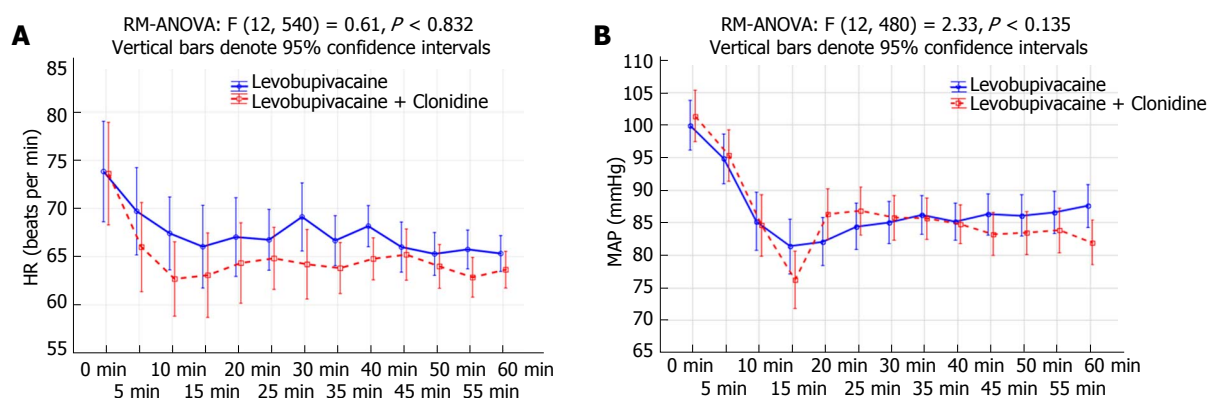 A
RM-ANOVA: F (12, 540) = 0.61, P < 0.832
Vertical bars denote 95% confidence intervals
Levobupivacaine
Levobupivacaine + Clonidine
HR (beats per min)
85
80
75
70
65
60
55
0 min 10 min 20 min 30 min 40 min 50 min 60 min
5 min 15 min 25 min 35 min 45 min 55 min
B
RM-ANOVA: F (12, 480) = 2.33, P < 0.135
Vertical bars denote 95% confidence intervals
Levobupivacaine
Levobupivacaine + Clonidine
MAP (mmHg)
110
105
100
95
90
85
80
75
70
65
0 min 10 min 20 min 30 min 40 min 50 min 60 min
5 min 15 min 25 min 35 min 45 min 55 min